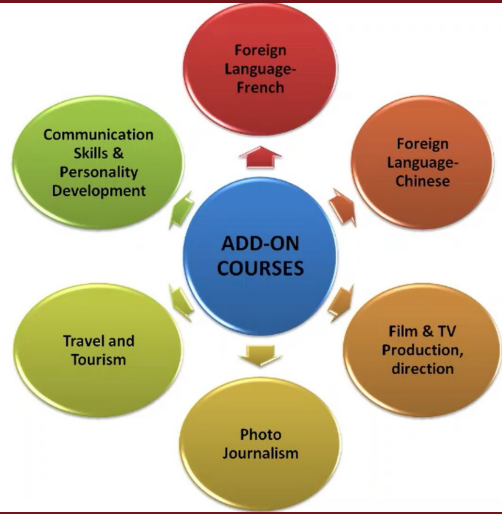 Foreign
Language-
French
Communication
Skills &
Personality
Development
Foreign
Language-
Chinese
ADD-ON
COURSES
Travel and
Tourism
Film & TV
Production,
direction
Photo
Journalism